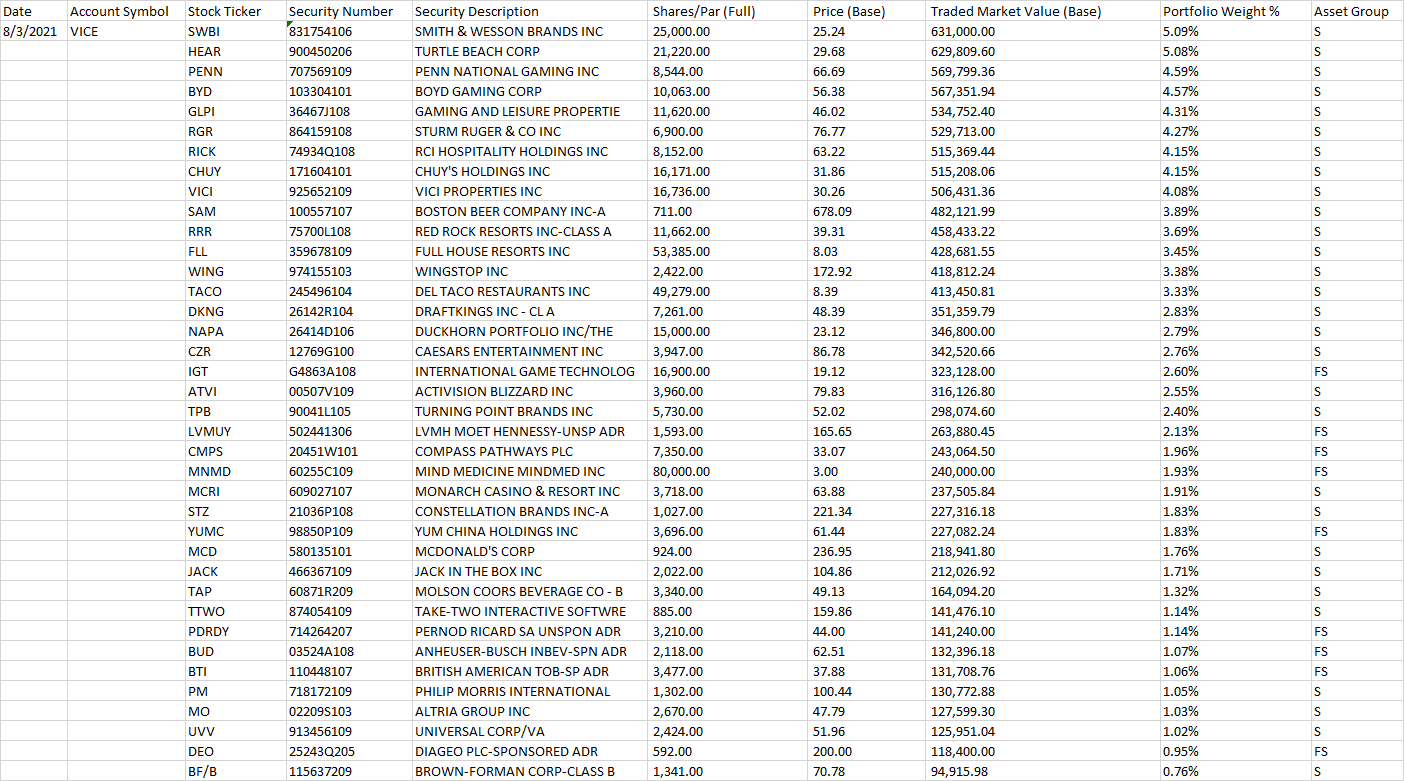 Date Account Symbol Stock Ticker Security Number Security Description Shares/Par (Full) Price (Base) Traded Market Value (Base) Portfolio Weight % Asset Group
8/3/2021 VICE SWBI 831754106 SMITH & WESSON BRANDS INC 25,000.00 25.24 631,000.00 5.09% S
HEAR 900450206 TURTLE BEACH CORP 21,220.00 29.68 629,809.60 5.08% S
PENN 707569109 PENN NATIONAL GAMING INC 8,544.00 66.69 569,799.36 4.59% S
BYD 103304101 BOYD GAMING CORP 10,063.00 56.38 567,351.94 4.57% S
GLPI 36467J108 GAMING AND LEISURE PROPERTIE 11,620.00 46.02 534,752.40 4.31% S
RGR 864159108 STURM RUGER & CO INC 6,900.00 76.77 529,713.00 4.27% S
RICK 74934Q108 RCI HOSPITALITY HOLDINGS INC 8,152.00 63.22 515,369.44 4.15% S
CHUY 171604101 CHUY'S HOLDINGS INC 16,171.00 31.86 515,208.06 4.15% S
VICI 925652109 VICI PROPERTIES INC 16,736.00 30.26 506,431.36 4.08% S
SAM 100557107 BOSTON BEER COMPANY INC-A 711.00 678.09 482,121.99 3.89% S
RRR 75700L108 RED ROCK RESORTS INC-CLASS A 11,662.00 39.31 458,433.22 3.69% S
FLL 359678109 FULL HOUSE RESORTS INC 53,385.00 8.03 428,681.55 3.45% S
WING 974155103 WINGSTOP INC 2,422.00 172.92 418,812.24 3.38% S
TACO 245496104 DEL TACO RESTAURANTS INC 49,279.00 8.39 413,450.81 3.33% S
DKNG 26142R104 DRAFTKINGS INC - CL A 7,261.00 48.39 351,359.79 2.83% S
NAPA 26414D106 DUCKHORN PORTFOLIO INC/THE 15,000.00 23.12 346,800.00 2.79% S
CZR 12769G100 CAESARS ENTERTAINMENT INC 3,947.00 86.78 342,520.66 2.76% S
IGT G4863A108 INTERNATIONAL GAME TECHNOLOG 16,900.00 19.12 323,128.00 2.60% FS
ATVI 00507V109 ACTIVISION BLIZZARD INC 3,960.00 79.83 316,126.80 2.55% S
TPB 90041L105 TURNING POINT BRANDS INC 5,730.00 52.02 298,074.60 2.40% S
LVMUY 502441306 LVMH MOET HENNESSY-UNSP ADR 1,593.00 165.65 263,880.45 2.13% FS
CMPS 20451W101 COMPASS PATHWAYS PLC 7,350.00 33.07 243,064.50 1.96% FS
MNMD 60255C109 MIND MEDICINE MINDMED INC 80,000.00 3.00 240,000.00 1.93% FS
MCRI 609027107 MONARCH CASINO & RESORT INC 3,718.00 63.88 237,505.84 1.91% S
STZ 21036P108 CONSTELLATION BRANDS INC-A 1,027.00 221.34 227,316.18 1.83% S
YUMC 98850P109 YUM CHINA HOLDINGS INC 3,696.00 61.44 227,082.24 1.83% FS
MCD 580135101 MCDONALD'S CORP 924.00 236.95 218,941.80 1.76% S
JACK 466367109 JACK IN THE BOX INC 2,022.00 104.86 212,026.92 1.71% S
TAP 60871R209 MOLSON COORS BEVERAGE CO - B 3,340.00 49.13 164,094.20 1.32% S
TTWO 874054109 TAKE-TWO INTERACTIVE SOFTWRE 885.00 159.86 141,476.10 1.14% S
PDRDY 714264207 PERNOD RICARD SA UNSPON ADR 3,210.00 44.00 141,240.00 1.14% FS
BUD 03524A108 ANHEUSER-BUSCH INBEV-SPN ADR 2,118.00 62.51 132,396.18 1.07% FS
BTI 110448107 BRITISH AMERICAN TOB-SP ADR 3,477.00 37.88 131,708.76 1.06% FS
PM 718172109 PHILIP MORRIS INTERNATIONAL 1,302.00 100.44 130,772.88 1.05% S
MO 02209S103 ALTRIA GROUP INC 2,670.00 47.79 127,599.30 1.03% S
UVV 913456109 UNIVERSAL CORP/VA 2,424.00 51.96 125,951.04 1.02% S
DEO 25243Q205 DIAGEO PLC-SPONSORED ADR 592.00 200.00 118,400.00 0.95% FS
BF/B 115637209 BROWN-FORMAN CORP-CLASS B 1,341.00 70.78 94,915.98 0.76% S